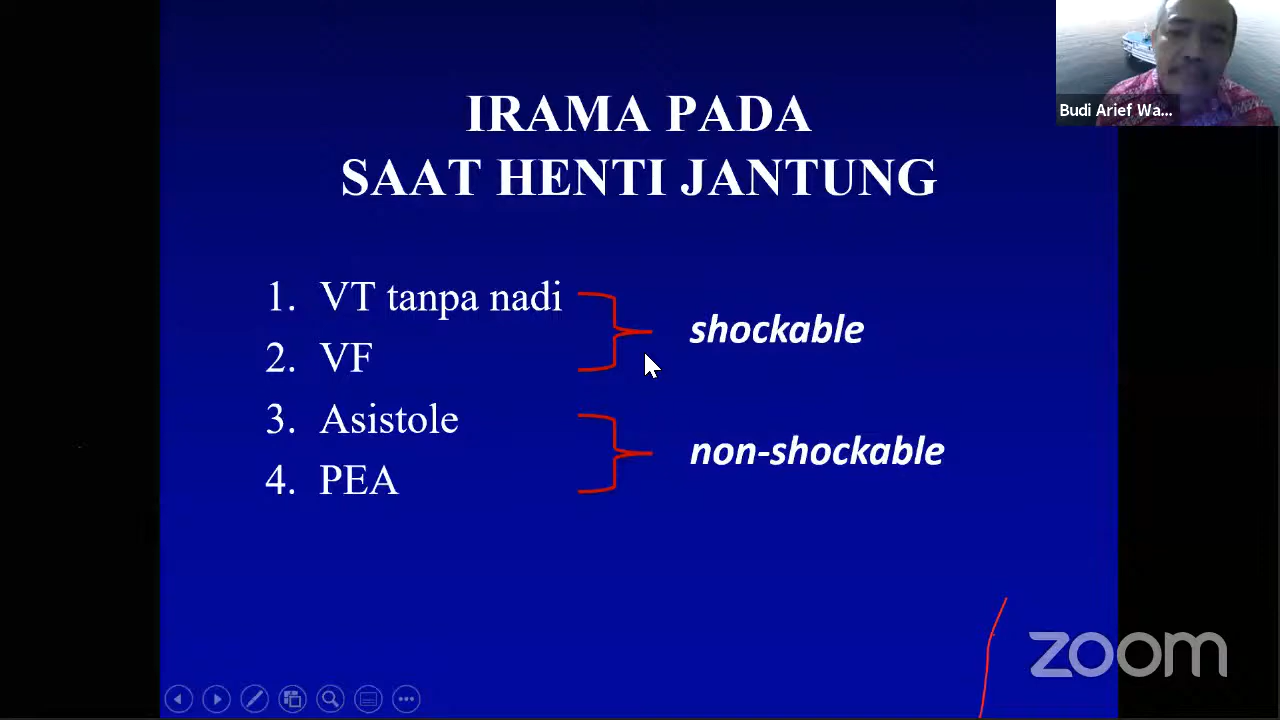 Budi Arief Wa...
IRAMA PADA
SAAT HENTI JANTUNG
1. VT tanpa nadi
2. VF
shockable
3. Asistole
4. PEA
non-shockable
zoom